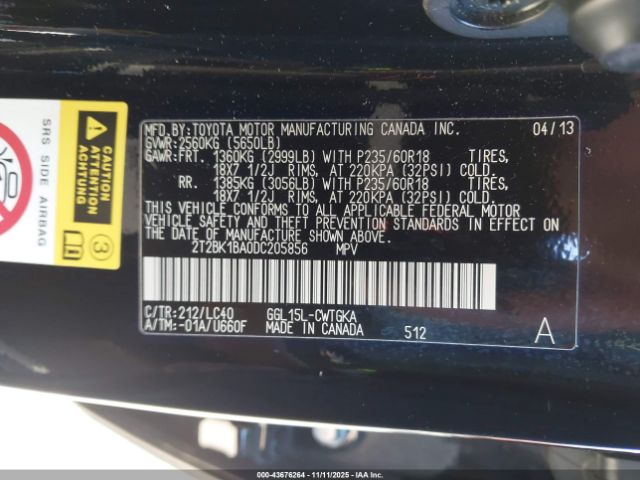 MFD.BY:TOYOTA MOTOR MANUFACTURING CANADA INC. 04/13
GVWR:2560KG (5650LB)
GAWR:FRT. 1360KG (2999LB) WITH P235/60R18 TIRES,
18X7 1/2J RIMS, AT 220KPA (32PSI) COLD.
RR. 1385KG (3056LB) WITH P235/60R18 TIRES,
18X7 1/2J RIMS, AT 220KPA (32PSI) COLD.
THIS VEHICLE CONFORMS TO ALL APPLICABLE FEDERAL MOTOR
VEHICLE SAFETY AND THEFT PREVENTION STANDARDS IN EFFECT ON
THE DATE OF MANUFACTURE SHOWN ABOVE.
2T2BK1BA0DC205856 MPV
C/TR:212/LC40 GGL15L-CWTGKA
A/TM:-01A/U660F MADE IN CANADA 512 A
SRS SIDE AIRBAG
ATTENTION
ACHTUNG
3
© 43676264 - 11/11/2025 - IAA Inc.